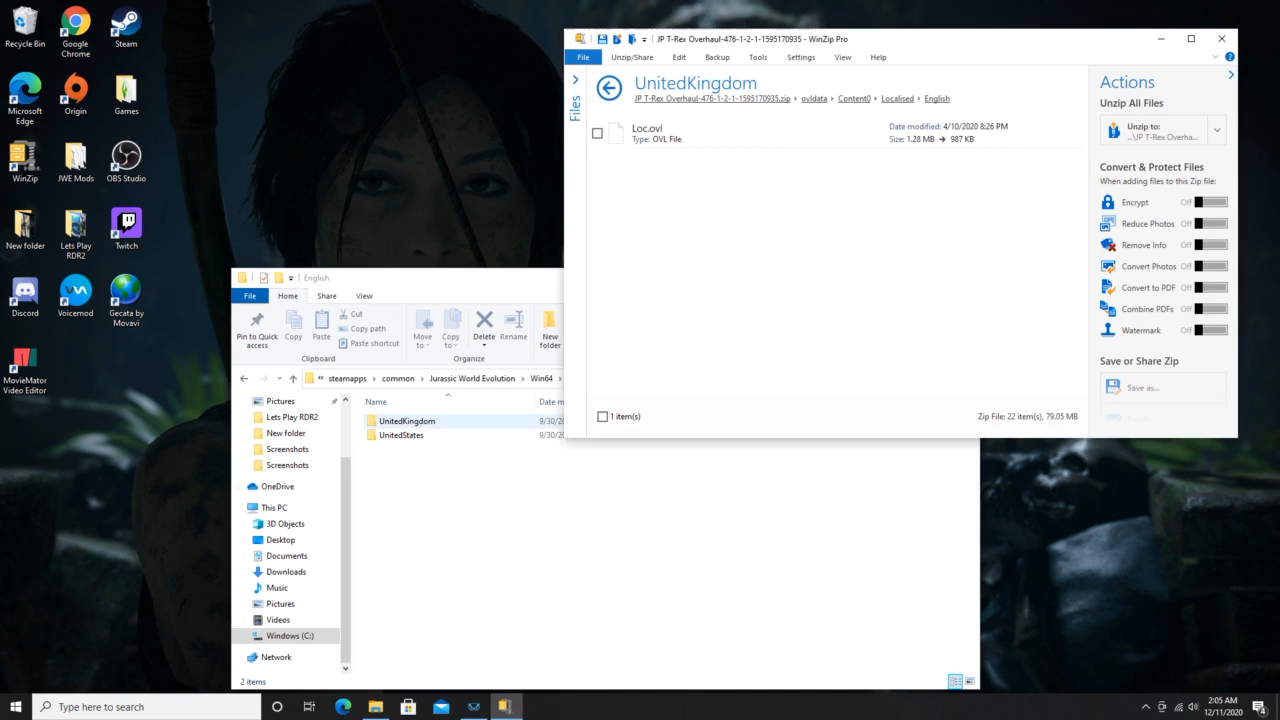 Recycle Bin
Google Chrome
Steam
Microsoft Edge
Origin
Games
WinZip
JWE Mods
OBS Studio
New folder
Lets Play RDR2
Twitch
Discord
Voicemod
Gecata by Movavi
MovieMator Video Editor
JP T-Rex Overhaul-476-1-2-1-1595170935 - WinZip Pro
File Unzip/Share Edit Backup Tools Settings View Help
Files
UnitedKingdom
JP T-Rex Overhaul-476-1-2-1-1595170935.zip ovldata Content0 Localised English
Loc.ovl
Type: OVL File
Date modified: 4/10/2020 8:26 PM
Size: 1.28 MB → 987 KB
1 item(s)
Zip File: 22 item(s), 79.05 MB
Actions
Unzip All Files
Unzip to:
...\JP T-Rex Overha...
Convert & Protect Files
When adding files to this Zip file:
Encrypt Off
Reduce Photos Off
Remove Info Off
Convert Photos Off
Convert to PDF Off
Combine PDFs Off
Watermark Off
Save or Share Zip
Save as...
English
File Home Share View
Pin to Quick access
Copy
Paste
Cut
Copy path
Paste shortcut
Clipboard
Move to
Copy to
Delete
Rename
Organize
New folder
« steamapps > common > Jurassic World Evolution > Win64 >
Name Date m
UnitedKingdom 9/30/20
UnitedStates 9/30/20
Pictures
Lets Play RDR2
New folder
Screenshots
Screenshots
OneDrive
This PC
3D Objects
Desktop
Documents
Downloads
Music
Pictures
Videos
Windows (C:)
Network
2 items
Type here to search
2:05 AM
12/11/2020
4